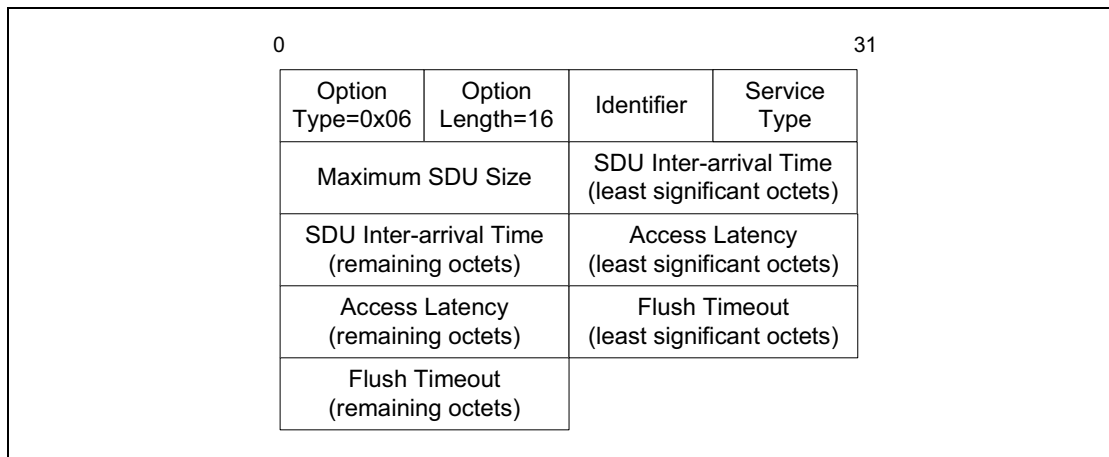 0 31
Option Option Identifier Service
Type=0x06 Length=16 Type
Maximum SDU Size SDU Inter-arrival Time
(least significant octets)
SDU Inter-arrival Time Access Latency
(remaining octets) (least significant octets)
Access Latency Flush Timeout
(remaining octets) (least significant octets)
Flush Timeout
(remaining octets)